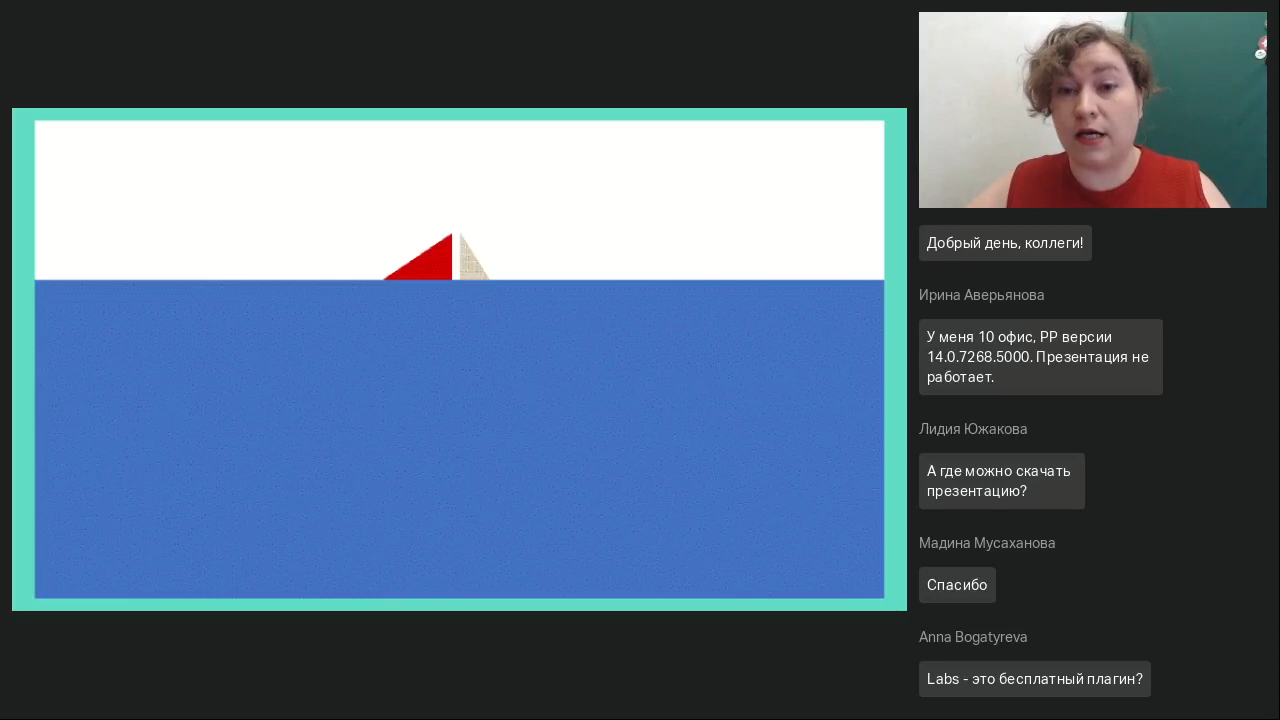 Добрый день, коллеги!
Ирина Аверьянова
У меня 10 офис, PP версии
14.0.7268.5000. Презентация не
работает.
Лидия Южакова
А где можно скачать
презентацию?
Мадина Мусаханова
Спасибо
Anna Bogatyreva
Labs - это бесплатный плагин?